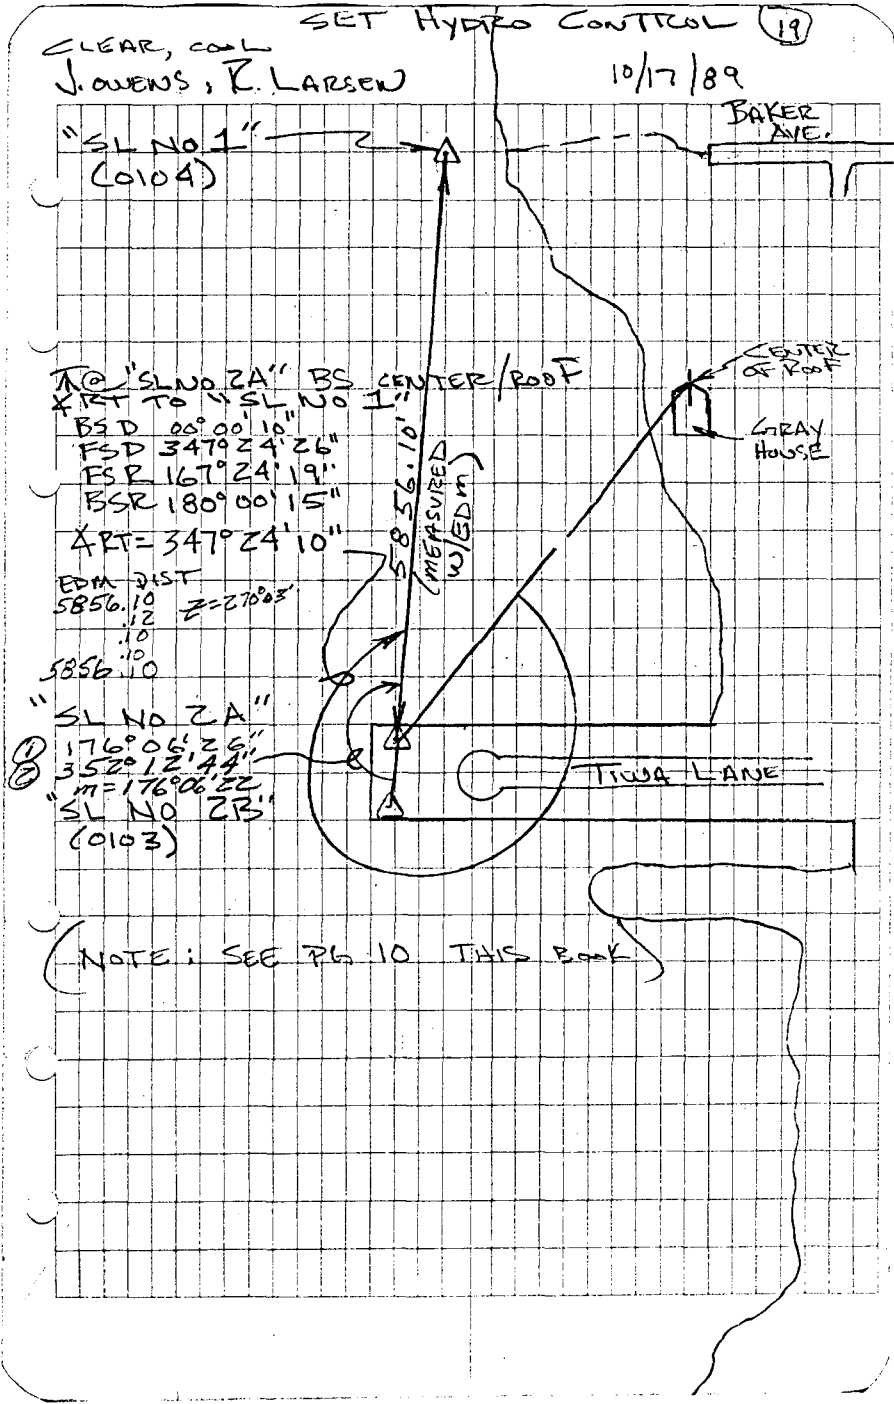 SET HYDRO CONTROL 19
CLEAR, COOL
J. OWENS, R. LARSEN
10/17/89
BAKER
AVE.
"SL NO 1"
(0104)
⊼@ "SL NO 2A" BS CENTER/ROOF
∡ RT TO "SL NO 1"
BSD 00°00'10"
FSD 347°24'26"
FSR 167°24'19"
BSR 180°00'15"
∡RT = 347°24'10"
5856.10'
(MEASURED
W/EDM)
CENTER
OF ROOF
GRAY
HOUSE
EDM DIST
5856.10 Z=270°03'
.12
.10
.10
5856.10
"SL NO 2A"
① 176°06'26"
② 352°12'44"
m=176°06'22
"SL NO 2B"
(0103)
TIWA LANE
(NOTE: SEE PG 10 THIS BOOK)